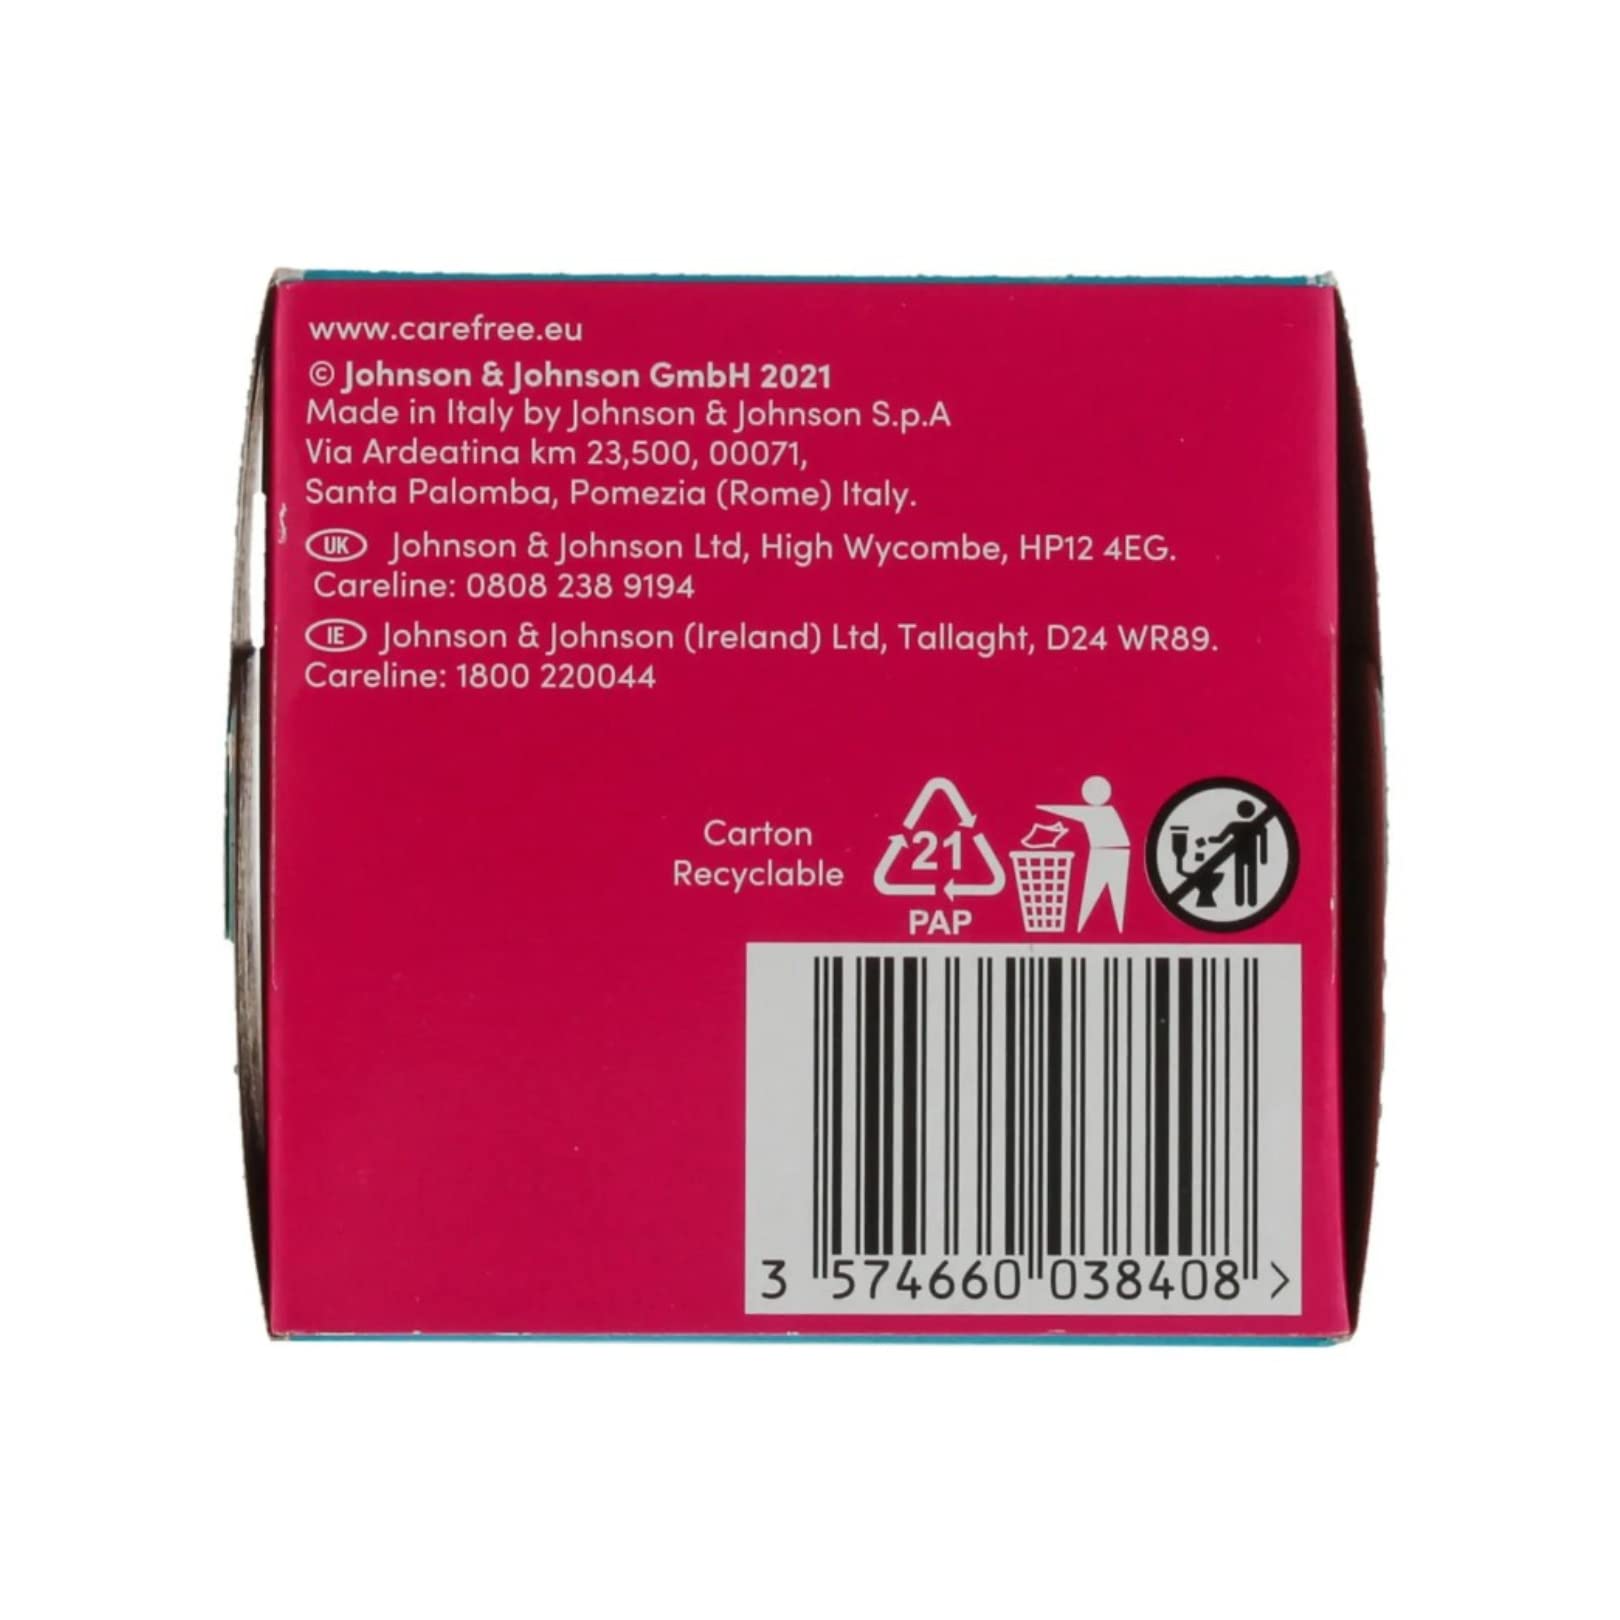 www.carefree.eu
© Johnson & Johnson GmbH 2021
Made in Italy by Johnson & Johnson S.p.A
Via Ardeatina km 23,500, 00071,
Santa Palomba, Pomezia (Rome) Italy.
UK Johnson & Johnson Ltd, High Wycombe, HP12 4EG.
Careline: 0808 238 9194
IE Johnson & Johnson (Ireland) Ltd, Tallaght, D24 WR89.
Careline: 1800 220044
Carton
Recyclable
21
PAP
3 574660 038408 >